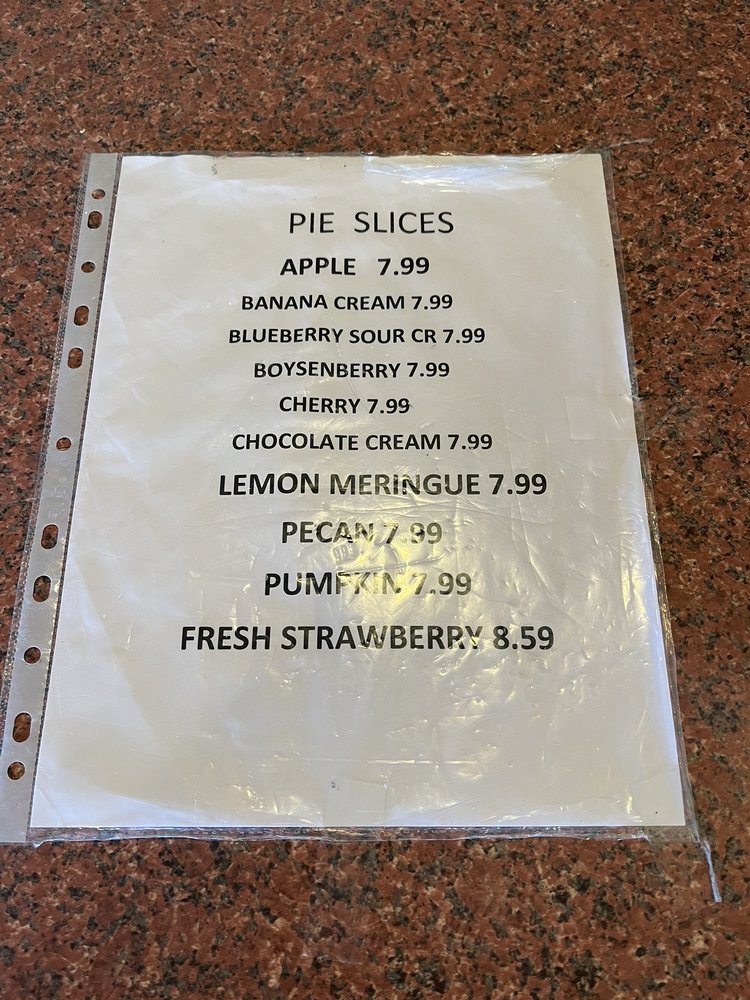 PIE SLICES
APPLE 7.99
BANANA CREAM 7.99
BLUEBERRY SOUR CR 7.99
BOYSENBERRY 7.99
CHERRY 7.99
CHOCOLATE CREAM 7.99
LEMON MERINGUE 7.99
PECAN 7.99
PUMPKIN 7.99
FRESH STRAWBERRY 8.59